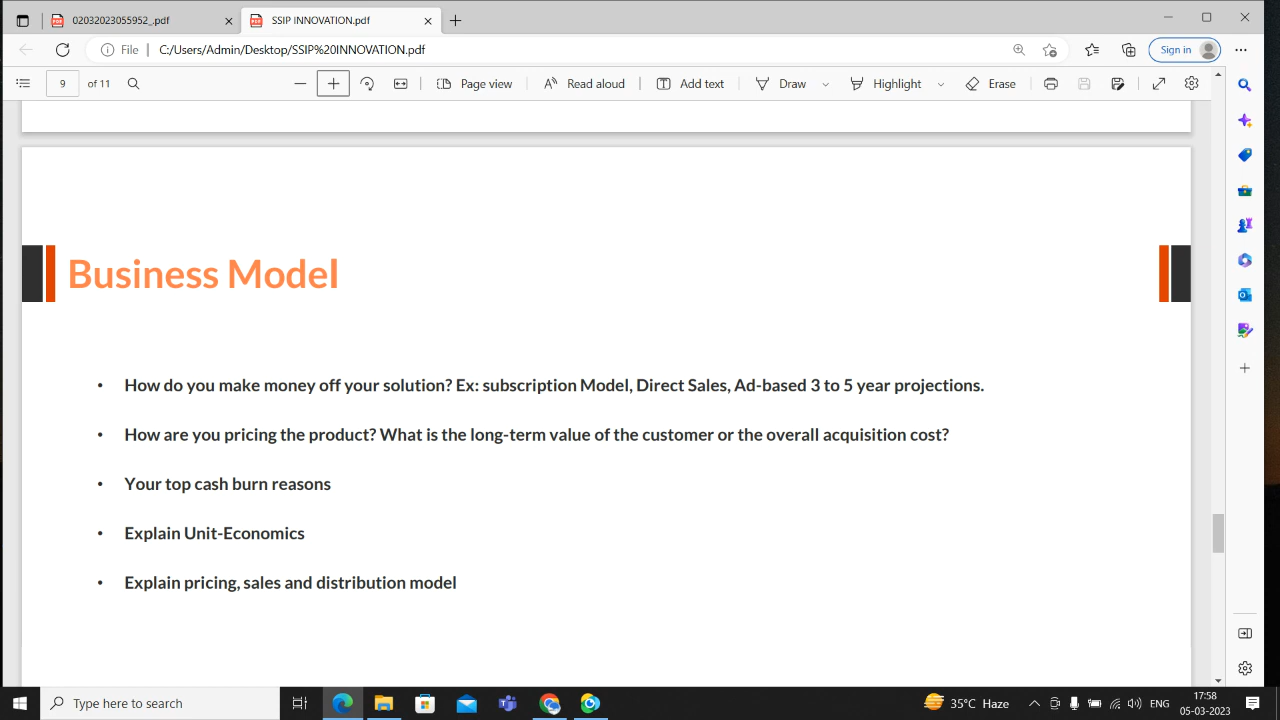 02032023055952_.pdf
SSIP INNOVATION.pdf
File
C:/Users/Admin/Desktop/SSIP%20INNOVATION.pdf
Sign in
9 of 11
Page view
Read aloud
Add text
Draw
Highlight
Erase
Business Model
• How do you make money off your solution? Ex: subscription Model, Direct Sales, Ad-based 3 to 5 year projections.
• How are you pricing the product? What is the long-term value of the customer or the overall acquisition cost?
• Your top cash burn reasons
• Explain Unit-Economics
• Explain pricing, sales and distribution model
Type here to search
35°C Haze
ENG
17:58
05-03-2023